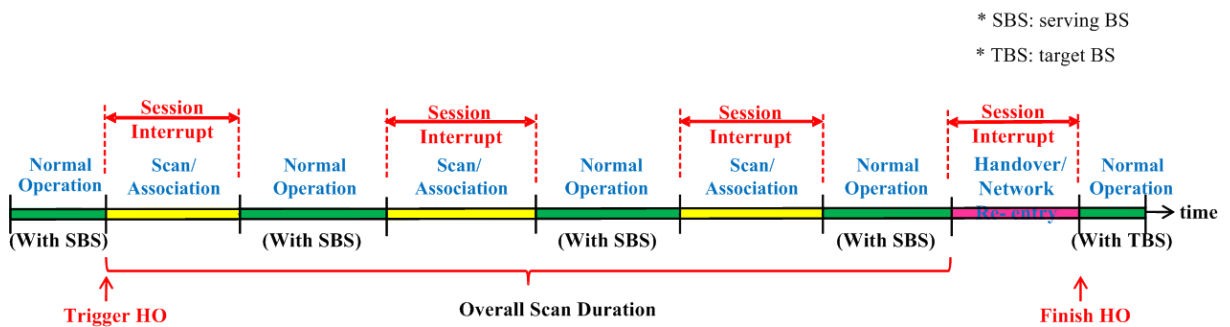 * SBS: serving BS
* TBS: target BS
Session
Interrupt
Session
Interrupt
Session
Interrupt
Session
Interrupt
Normal
Operation
Scan/
Association
Normal
Operation
Scan/
Association
Normal
Operation
Scan/
Association
Normal
Operation
Handover/
Network
Re- entry
Normal
Operation
time
(With SBS)
(With SBS)
(With SBS)
(With SBS)
(With TBS)
Trigger HO
Overall Scan Duration
Finish HO